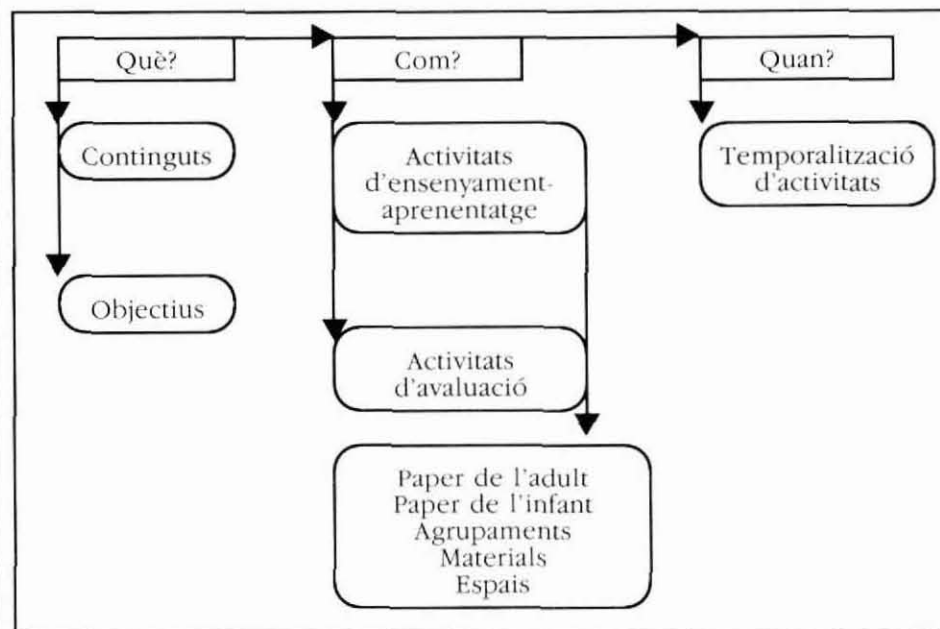 Què?
Com?
Quan?
Continguts
Objectius
Activitats
d'ensenyament-
aprenentatge
Activitats
d'avaluació
Paper de l'adult
Paper de l'infant
Agrupaments
Materials
Espais
Temporalització
d'activitats